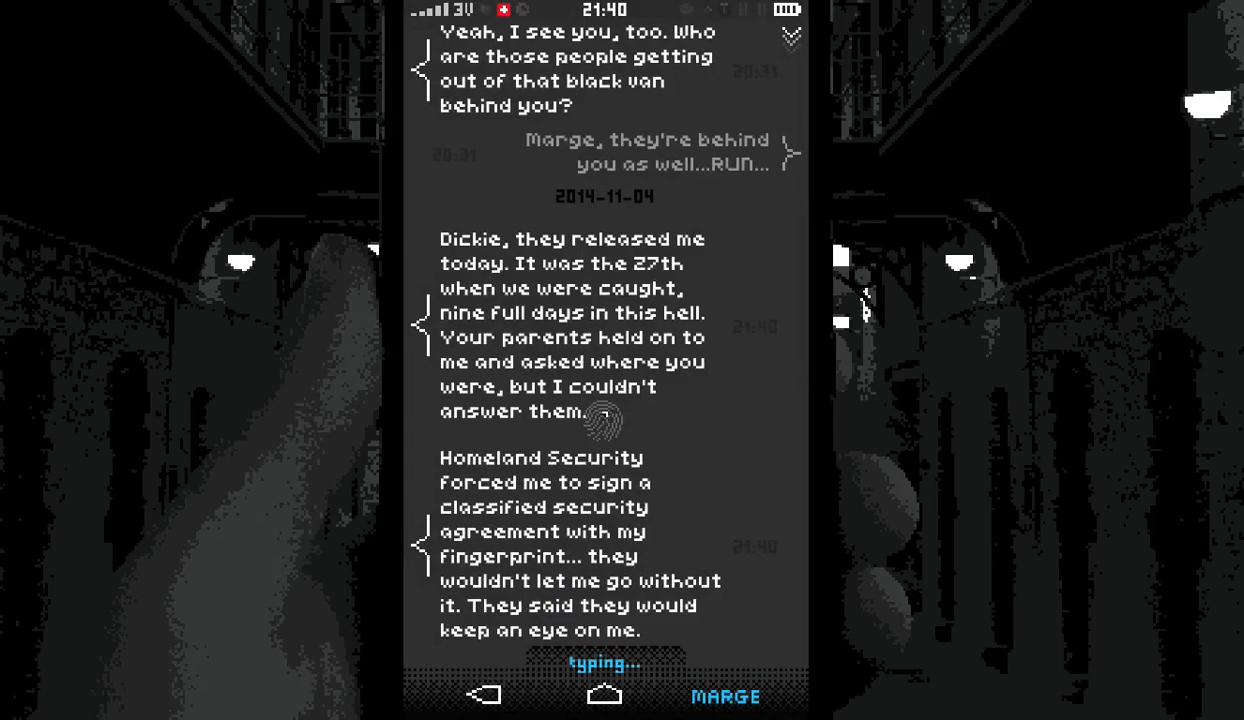 3V 21:40
Yeah, I see you, too. Who
are those people getting
out of that black van
behind you?
20:31
Marge, they're behind
you as well...RUN...
20:31
2014-11-04
Dickie, they released me
today. It was the 27th
when we were caught,
nine full days in this hell.
Your parents held on to
me and asked where you
were, but I couldn't
answer them.
21:40
Homeland Security
forced me to sign a
classified security
agreement with my
fingerprint... they
wouldn't let me go without
it. They said they would
keep an eye on me.
21:40
typing...
MARGE